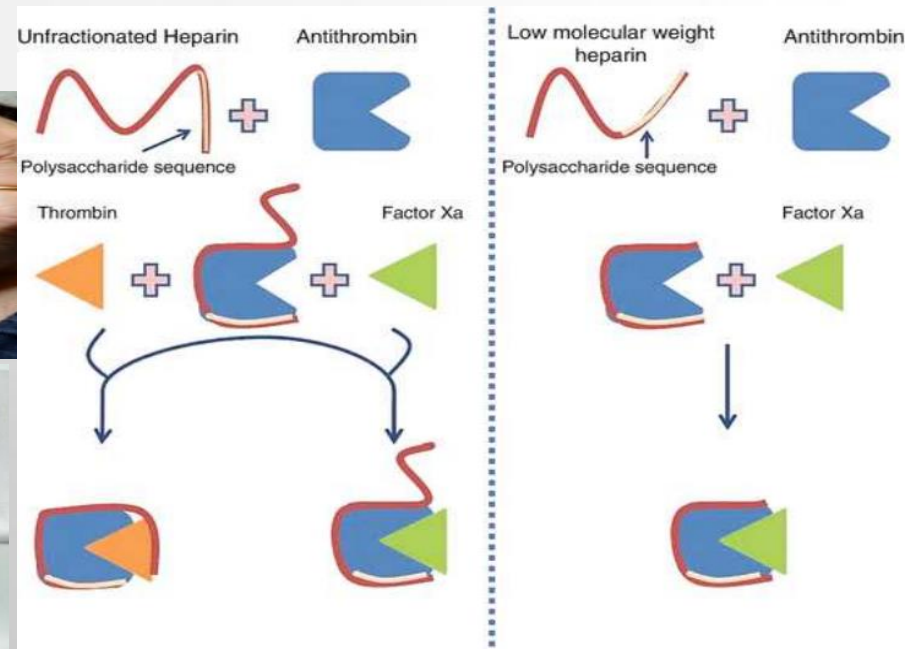 Unfractionated Heparin
Antithrombin
Polysaccharide sequence
Thrombin
Factor Xa
Low molecular weight
heparin
Antithrombin
Polysaccharide sequence
Factor Xa